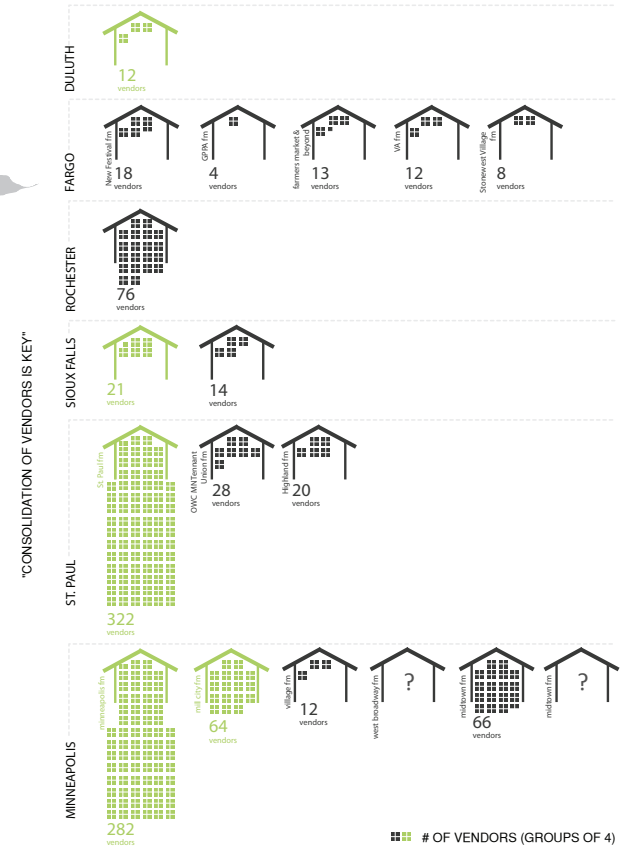 "CONSOLIDATION OF VENDORS IS KEY"
DULUTH
12
vendors
FARGO
New Festival fm
18
vendors
GPPA fm
4
vendors
farmers market &
beyond
13
vendors
VA fm
12
vendors
Stonewest Village
fm
8
vendors
ROCHESTER
76
vendors
SIOUX FALLS
21
vendors
14
vendors
ST. PAUL
St. Paul fm
322
vendors
OWC MNTennant
Union fm
28
vendors
Highland fm
20
vendors
MINNEAPOLIS
minneapolis fm
282
vendors
mill city fm
64
vendors
village fm
12
vendors
west broadway fm
?
midtown fm
66
vendors
midtown fm
?
# OF VENDORS (GROUPS OF 4)